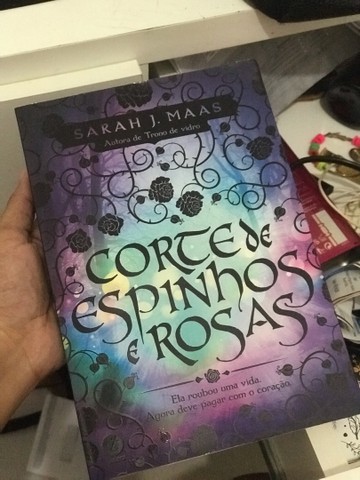 SARAH J. MAAS
Autora de Trono de vidro
CORTE DE
ESPINHOS
E ROSAS
Ela roubou uma vida.
Agora deve pagar com o coração.